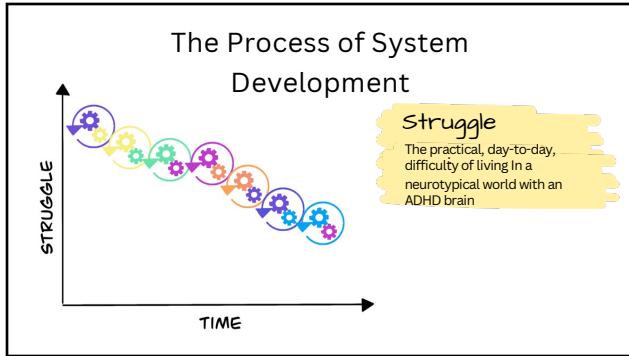 The Process of System
Development
STRUGGLE
TIME
Struggle
The practical, day-to-day,
difficulty of living In a
neurotypical world with an
ADHD brain